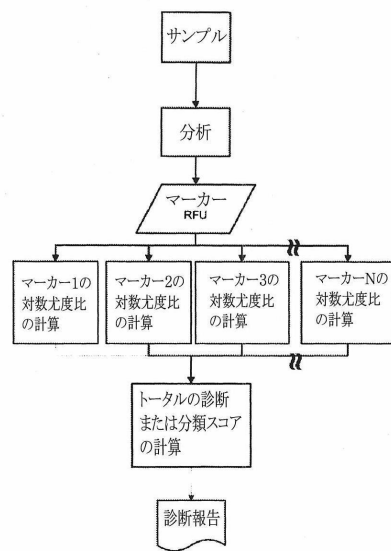 サンプル
分析
マーカー
RFU
マーカー1の
対数尤度比
の計算
マーカー2の
対数尤度比
の計算
マーカー3の
対数尤度比
の計算
マーカーNの
対数尤度比
の計算
トータルの診断
または分類スコア
の計算
診断報告